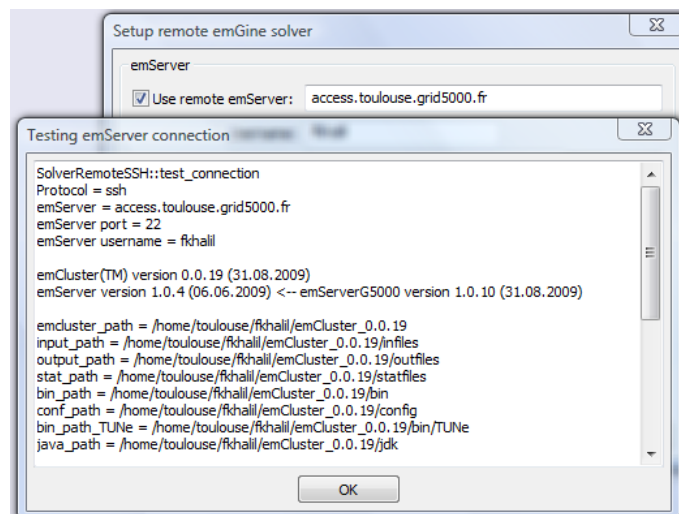 Setup remote emGine solver
emServer
Use remote emServer: access.toulouse.grid5000.fr
Testing emServer connection
SolverRemoteSSH::test_connection
Protocol = ssh
emServer = access.toulouse.grid5000.fr
emServer port = 22
emServer username = fkhalil
emCluster(TM) version 0.0.19 (31.08.2009)
emServer version 1.0.4 (06.06.2009) <-- emServerG5000 version 1.0.10 (31.08.2009)
emcluster_path = /home/toulouse/fkhalil/emCluster_0.0.19
input_path = /home/toulouse/fkhalil/emCluster_0.0.19/infiles
output_path = /home/toulouse/fkhalil/emCluster_0.0.19/outfiles
stat_path = /home/toulouse/fkhalil/emCluster_0.0.19/statfiles
bin_path = /home/toulouse/fkhalil/emCluster_0.0.19/bin
conf_path = /home/toulouse/fkhalil/emCluster_0.0.19/config
bin_path_TUNe = /home/toulouse/fkhalil/emCluster_0.0.19/bin/TUNe
java_path = /home/toulouse/fkhalil/emCluster_0.0.19/jdk
OK